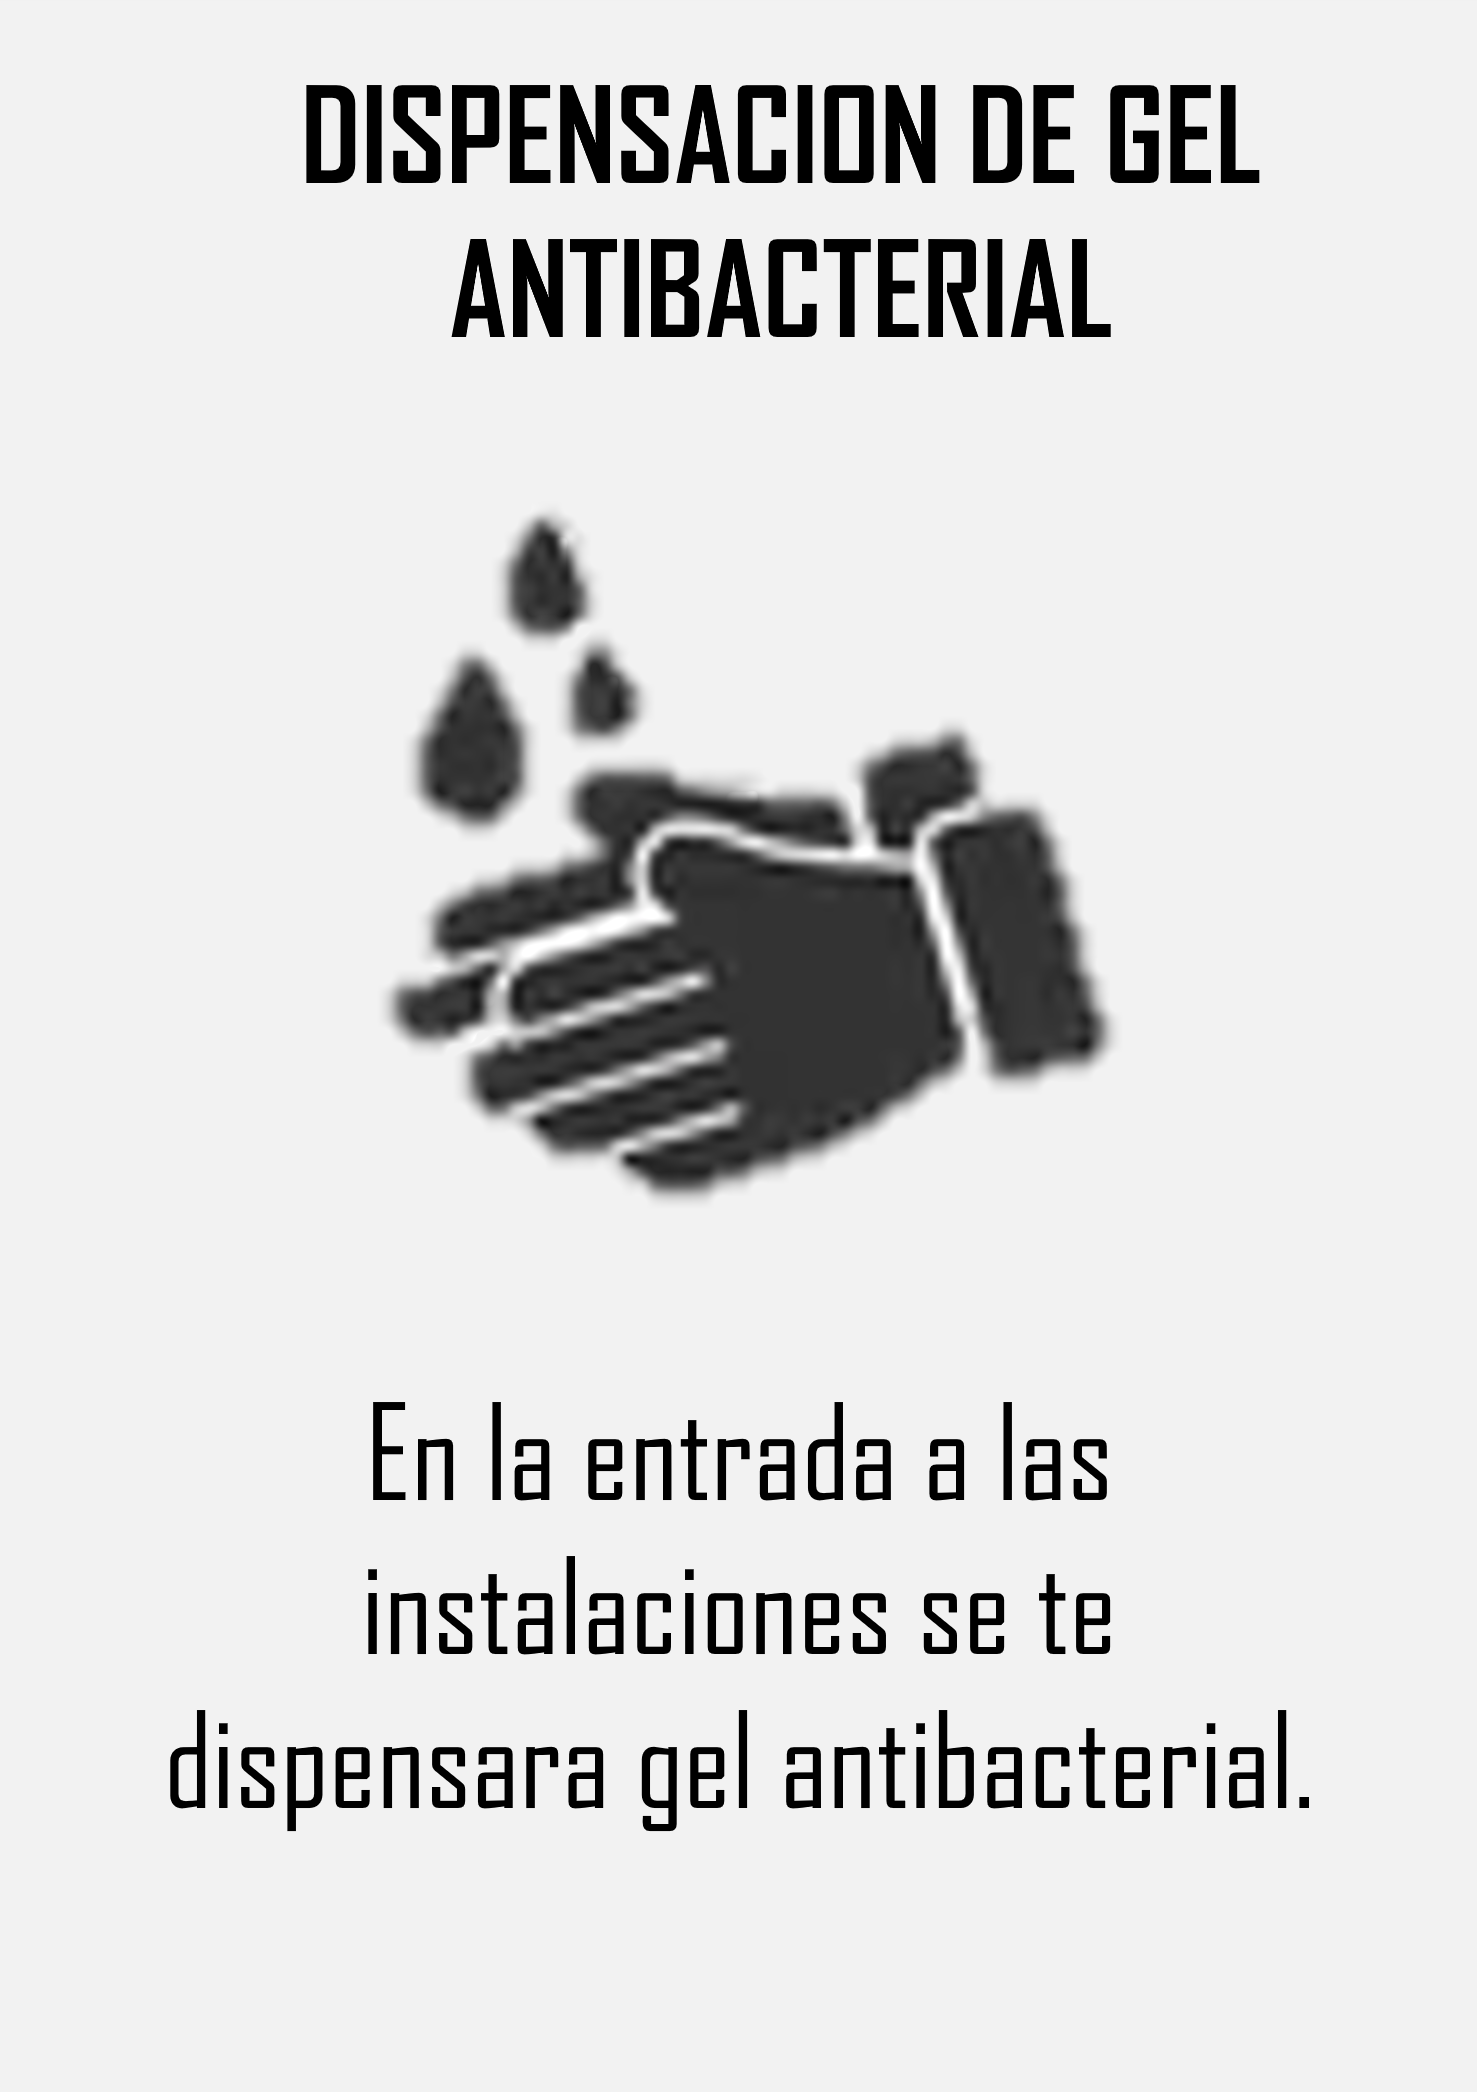 DISPENSACION DE GEL
ANTIBACTERIAL
En la entrada a las
instalaciones se te
dispensara gel antibacterial.